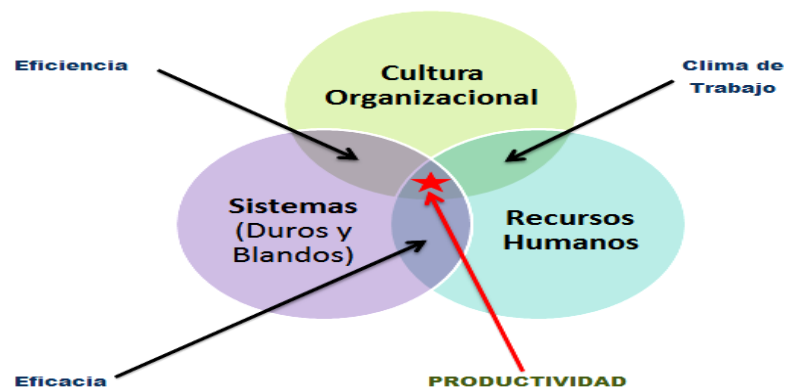 Eficiencia
Cultura
Organizacional
Clima de
Trabajo
Sistemas
(Duros y
Blandos)
Recursos
Humanos
Eficacia
PRODUCTIVIDAD